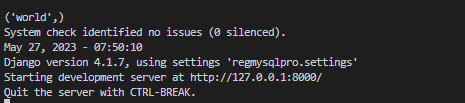 ('world',)
System check identified no issues (0 silenced).
May 27, 2023 - 07:50:10
Django version 4.1.7, using settings 'regmysqlpro.settings'
Starting development server at http://127.0.0.1:8000/
Quit the server with CTRL-BREAK.